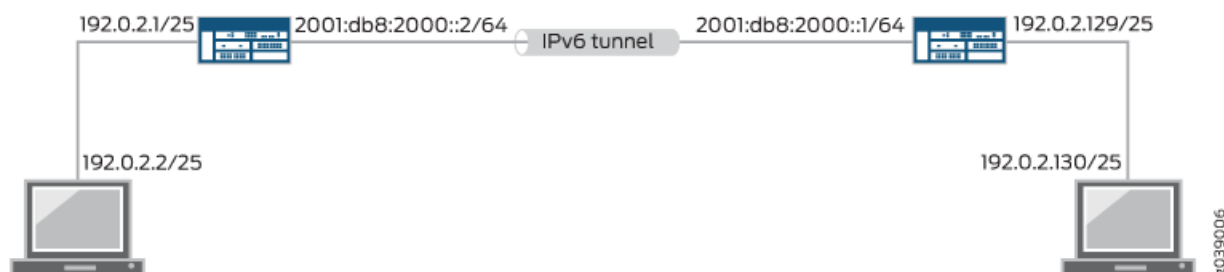 192.0.2.1/25
2001:db8:2000::2/64
IPv6 tunnel
2001:db8:2000::1/64
192.0.2.129/25
192.0.2.2/25
192.0.2.130/25
g039006